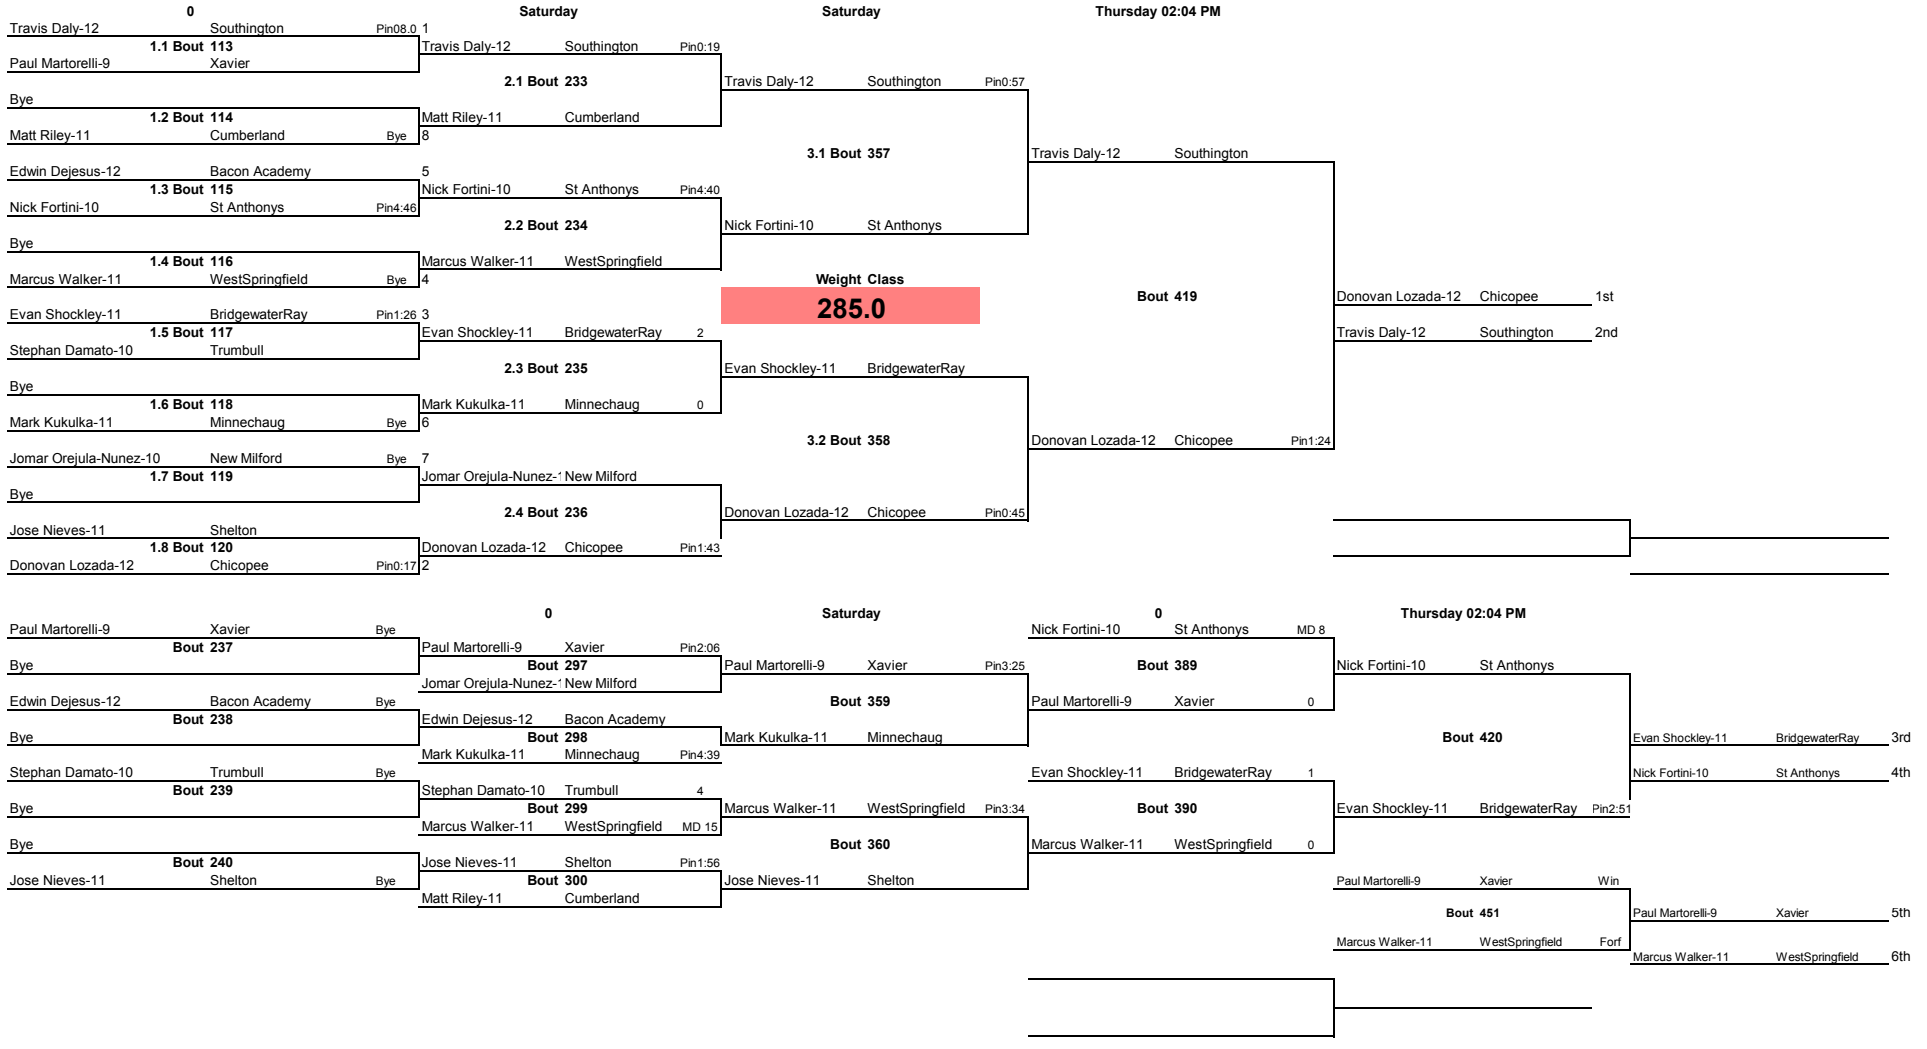 0 Saturday Saturday Thursday 02:04 PM
Travis Daly-12 Southington Pin08.0 1
1.1 Bout 113 Travis Daly-12 Southington Pin0:19
Paul Martorelli-9 Xavier
2.1 Bout 233 Travis Daly-12 Southington Pin0:57
Bye
1.2 Bout 114 Matt Riley-11 Cumberland
Matt Riley-11 Cumberland Bye 8
3.1 Bout 357 Travis Daly-12 Southington
Edwin Dejesus-12 Bacon Academy 5
1.3 Bout 115 Nick Fortini-10 St Anthonys Pin4:40
Nick Fortini-10 St Anthonys Pin4:46
2.2 Bout 234 Nick Fortini-10 St Anthonys
Bye
1.4 Bout 116 Marcus Walker-11 WestSpringfield
Marcus Walker-11 WestSpringfield Bye 4 Weight Class
Bout 419 Donovan Lozada-12 Chicopee 1st
285.0
Evan Shockley-11 BridgewaterRay Pin1:26 3
1.5 Bout 117 Evan Shockley-11 BridgewaterRay 2 Travis Daly-12 Southington 2nd
Stephan Damato-10 Trumbull
2.3 Bout 235 Evan Shockley-11 BridgewaterRay
Bye
1.6 Bout 118 Mark Kukulka-11 Minnechaug 0
Mark Kukulka-11 Minnechaug Bye 6
3.2 Bout 358 Donovan Lozada-12 Chicopee Pin1:24
Jomar Orejula-Nunez-10 New Milford Bye 7
1.7 Bout 119 Jomar Orejula-Nunez-1 New Milford
Bye
2.4 Bout 236 Donovan Lozada-12 Chicopee Pin0:45
Jose Nieves-11 Shelton
1.8 Bout 120 Donovan Lozada-12 Chicopee Pin1:43
Donovan Lozada-12 Chicopee Pin0:17 2
0 Saturday 0 Thursday 02:04 PM
Paul Martorelli-9 Xavier Bye Nick Fortini-10 St Anthonys MD 8
Bout 237 Paul Martorelli-9 Xavier Pin2:06
Bye Bout 297 Paul Martorelli-9 Xavier Pin3:25 Bout 389 Nick Fortini-10 St Anthonys
Jomar Orejula-Nunez-1 New Milford
Edwin Dejesus-12 Bacon Academy Bye Bout 359 Paul Martorelli-9 Xavier 0
Bout 238 Edwin Dejesus-12 Bacon Academy
Bye Bout 298 Mark Kukulka-11 Minnechaug Bout 420 Evan Shockley-11 BridgewaterRay 3rd
Mark Kukulka-11 Minnechaug Pin4:39
Stephan Damato-10 Trumbull Bye Evan Shockley-11 BridgewaterRay 1 Nick Fortini-10 St Anthonys 4th
Bout 239 Stephan Damato-10 Trumbull 4
Bye Bout 299 Marcus Walker-11 WestSpringfield Pin3:34 Bout 390 Evan Shockley-11 BridgewaterRay Pin2:51
Marcus Walker-11 WestSpringfield MD 15
Bye Bout 360 Marcus Walker-11 WestSpringfield 0
Bout 240 Jose Nieves-11 Shelton Pin1:56
Jose Nieves-11 Shelton Bye Bout 300 Jose Nieves-11 Shelton Paul Martorelli-9 Xavier Win
Matt Riley-11 Cumberland
Bout 451 Paul Martorelli-9 Xavier 5th
Marcus Walker-11 WestSpringfield Forf
Marcus Walker-11 WestSpringfield 6th